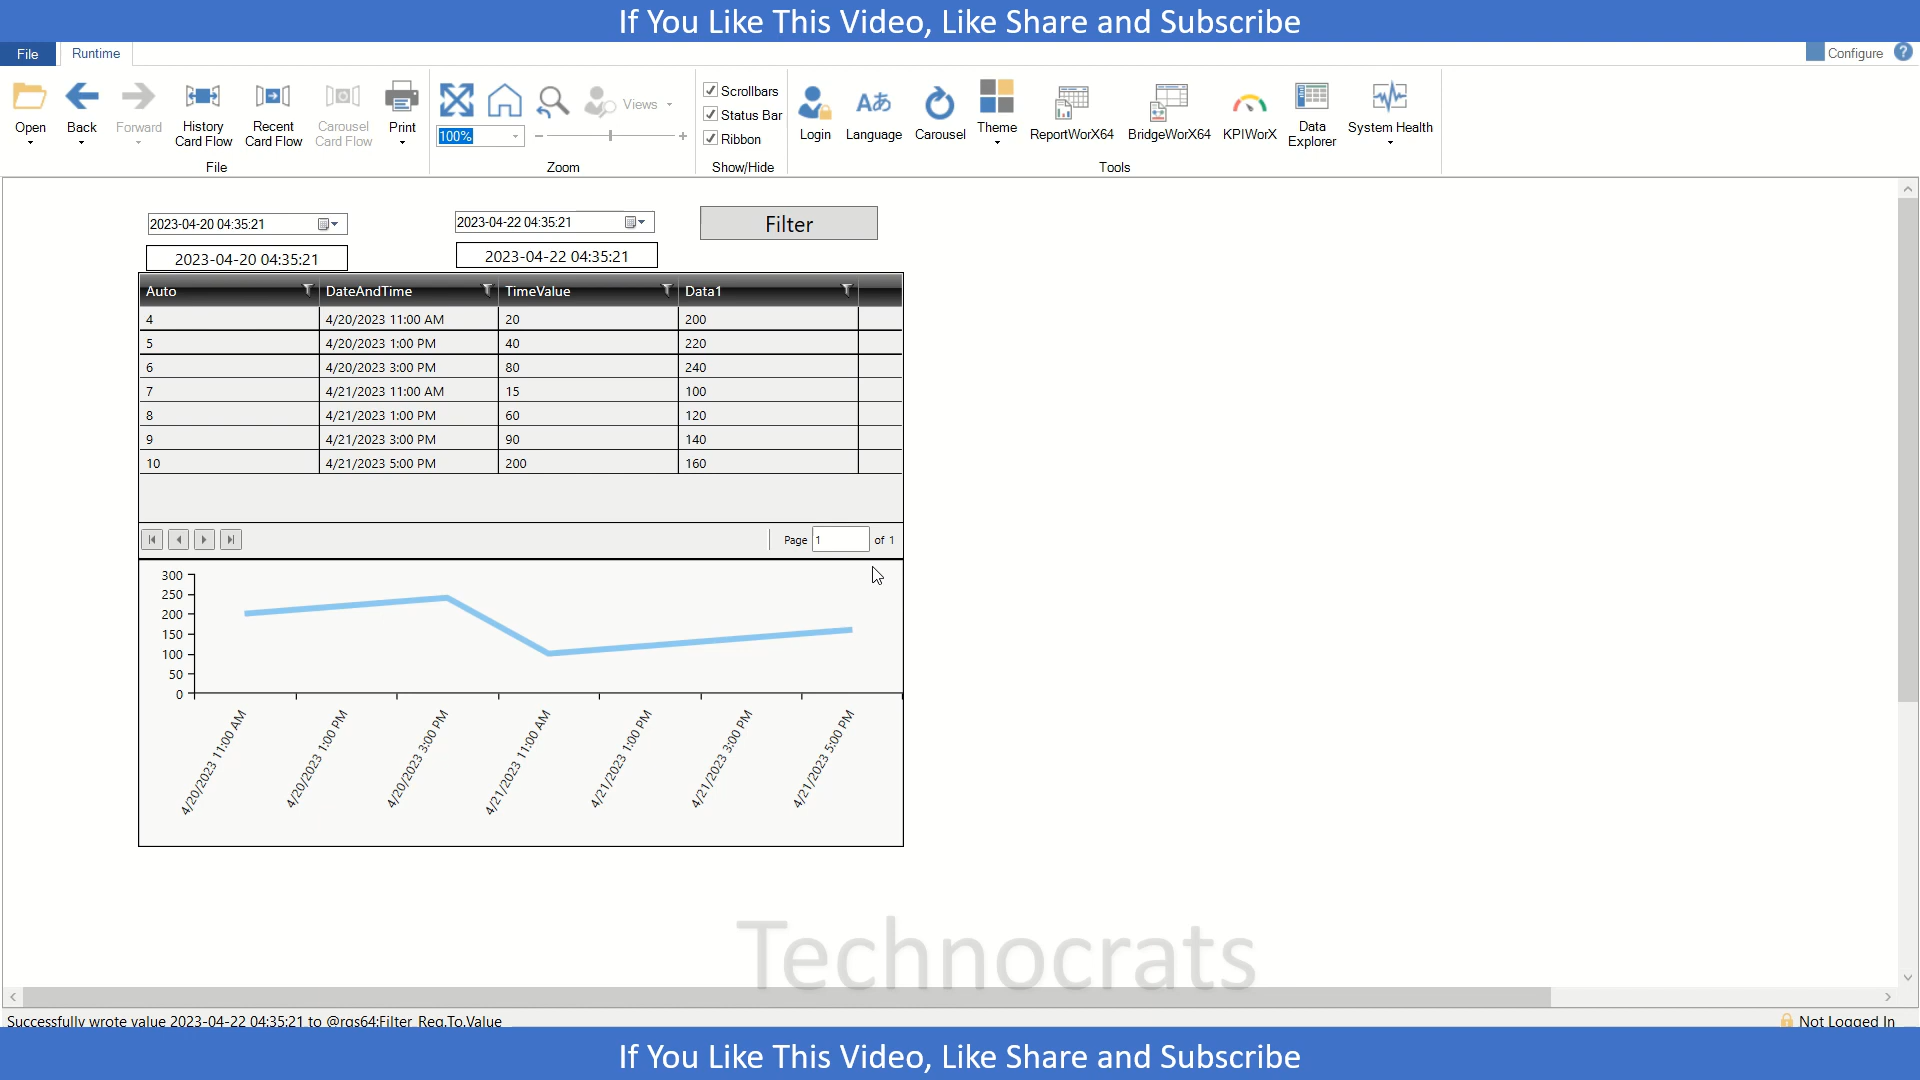 If You Like This Video, Like Share and Subscribe
File Runtime Configure ?
Open Back Forward History Card Flow Recent Card Flow Carousel Card Flow Print
File
100% Views
Zoom
Scrollbars
Status Bar
Ribbon
Show/Hide
Login Language Carousel Theme ReportWorX64 BridgeWorX64 KPIWorX Data Explorer System Health
Tools
2023-04-20 04:35:21 2023-04-22 04:35:21 Filter
2023-04-20 04:35:21 2023-04-22 04:35:21
Auto DateAndTime TimeValue Data1
4 4/20/2023 11:00 AM 20 200
5 4/20/2023 1:00 PM 40 220
6 4/20/2023 3:00 PM 80 240
7 4/21/2023 11:00 AM 15 100
8 4/21/2023 1:00 PM 60 120
9 4/21/2023 3:00 PM 90 140
10 4/21/2023 5:00 PM 200 160
Page 1 of 1
300
250
200
150
100
50
0
4/20/2023 11:00 AM
4/20/2023 1:00 PM
4/20/2023 3:00 PM
4/21/2023 11:00 AM
4/21/2023 1:00 PM
4/21/2023 3:00 PM
4/21/2023 5:00 PM
Technocrats
Successfully wrote value 2023-04-22 04:35:21 to @rgs64:Filter_Reg.To.Value Not Logged In
If You Like This Video, Like Share and Subscribe